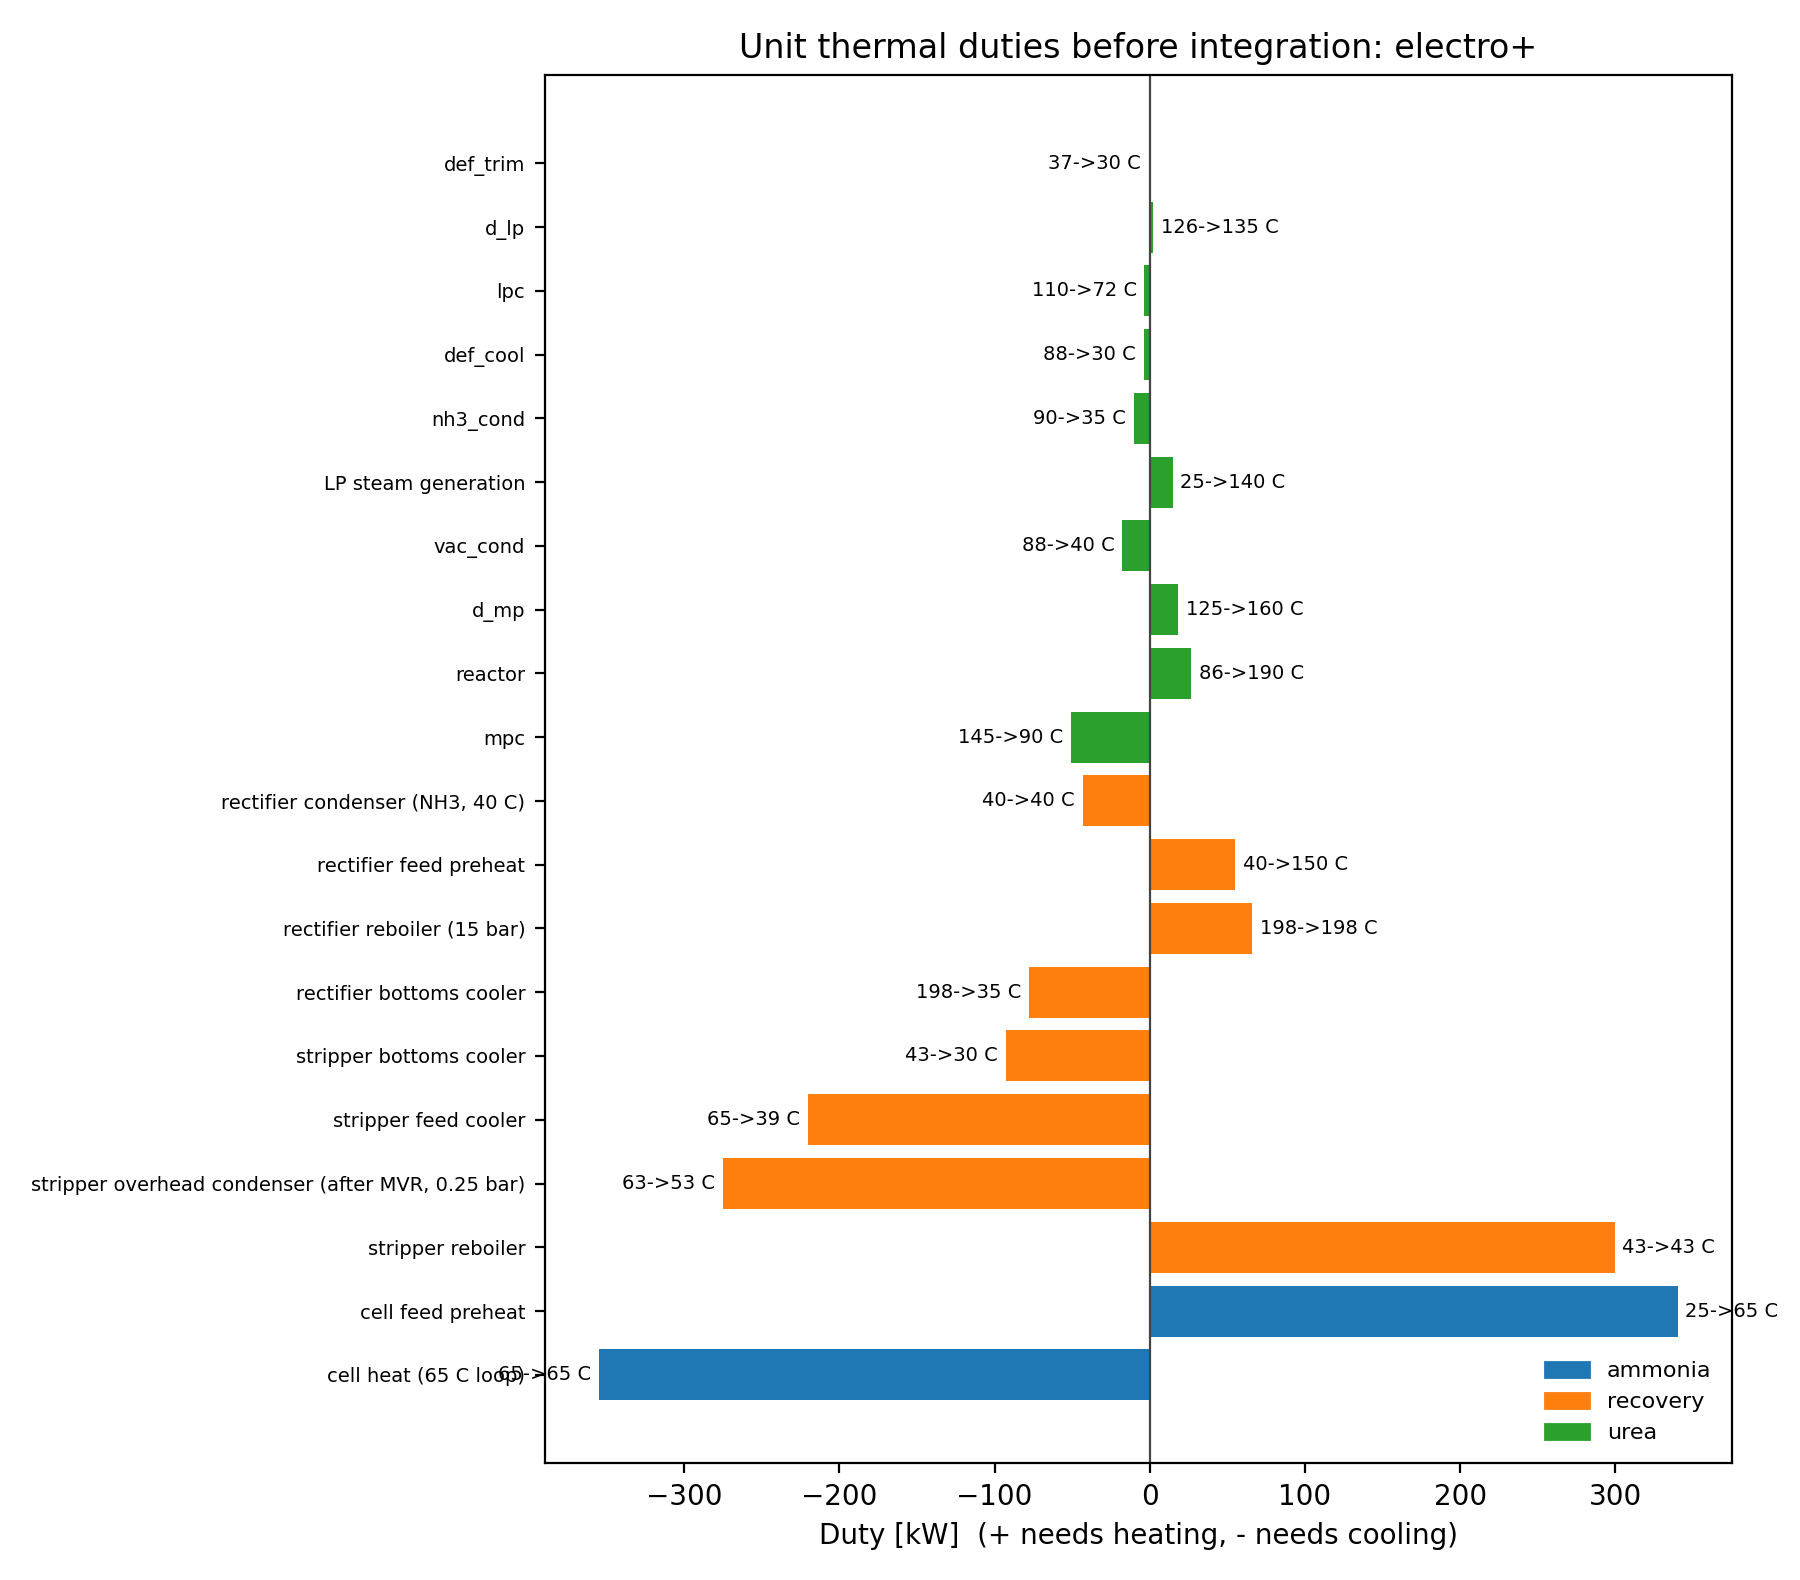 Unit thermal duties before integration: electro+
def_trim
37->30 C
d_lp
126->135 C
lpc
110->72 C
def_cool
88->30 C
nh3_cond
90->35 C
LP steam generation
25->140 C
vac_cond
88->40 C
d_mp
125->160 C
reactor
86->190 C
mpc
145->90 C
rectifier condenser (NH3, 40 C)
40->40 C
rectifier feed preheat
40->150 C
rectifier reboiler (15 bar)
198->198 C
rectifier bottoms cooler
198->35 C
stripper bottoms cooler
43->30 C
stripper feed cooler
65->39 C
stripper overhead condenser (after MVR, 0.25 bar)
63->53 C
stripper reboiler
43->43 C
cell feed preheat
25->65 C
cell heat (65 C loop)
65->65 C
ammonia
recovery
urea
−300 −200 −100 0 100 200 300
Duty [kW]  (+ needs heating, - needs cooling)